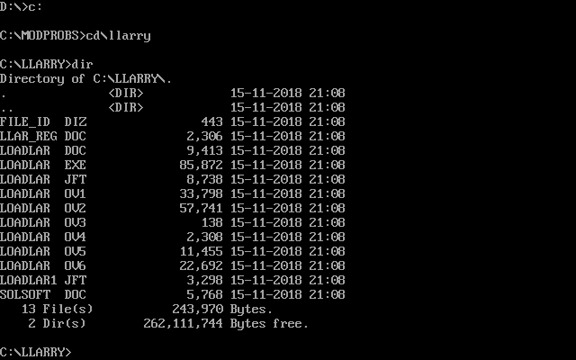 D:\>c:
C:\MODPROBS>cd\llarry
C:\LLARRY>dir
Directory of C:\LLARRY\.
. <DIR> 15-11-2018 21:08
.. <DIR> 15-11-2018 21:08
FILE_ID DIZ 443 15-11-2018 21:08
LLAR_REG DOC 2,306 15-11-2018 21:08
LOADLAR DOC 9,413 15-11-2018 21:08
LOADLAR EXE 85,872 15-11-2018 21:08
LOADLAR JFT 8,738 15-11-2018 21:08
LOADLAR OV1 33,798 15-11-2018 21:08
LOADLAR OV2 57,741 15-11-2018 21:08
LOADLAR OV3 138 15-11-2018 21:08
LOADLAR OV4 2,308 15-11-2018 21:08
LOADLAR OV5 11,455 15-11-2018 21:08
LOADLAR OV6 22,692 15-11-2018 21:08
LOADLAR1 JFT 3,298 15-11-2018 21:08
SOLSOFT DOC 5,768 15-11-2018 21:08
13 File(s) 243,970 Bytes.
2 Dir(s) 262,111,744 Bytes free.
C:\LLARRY>